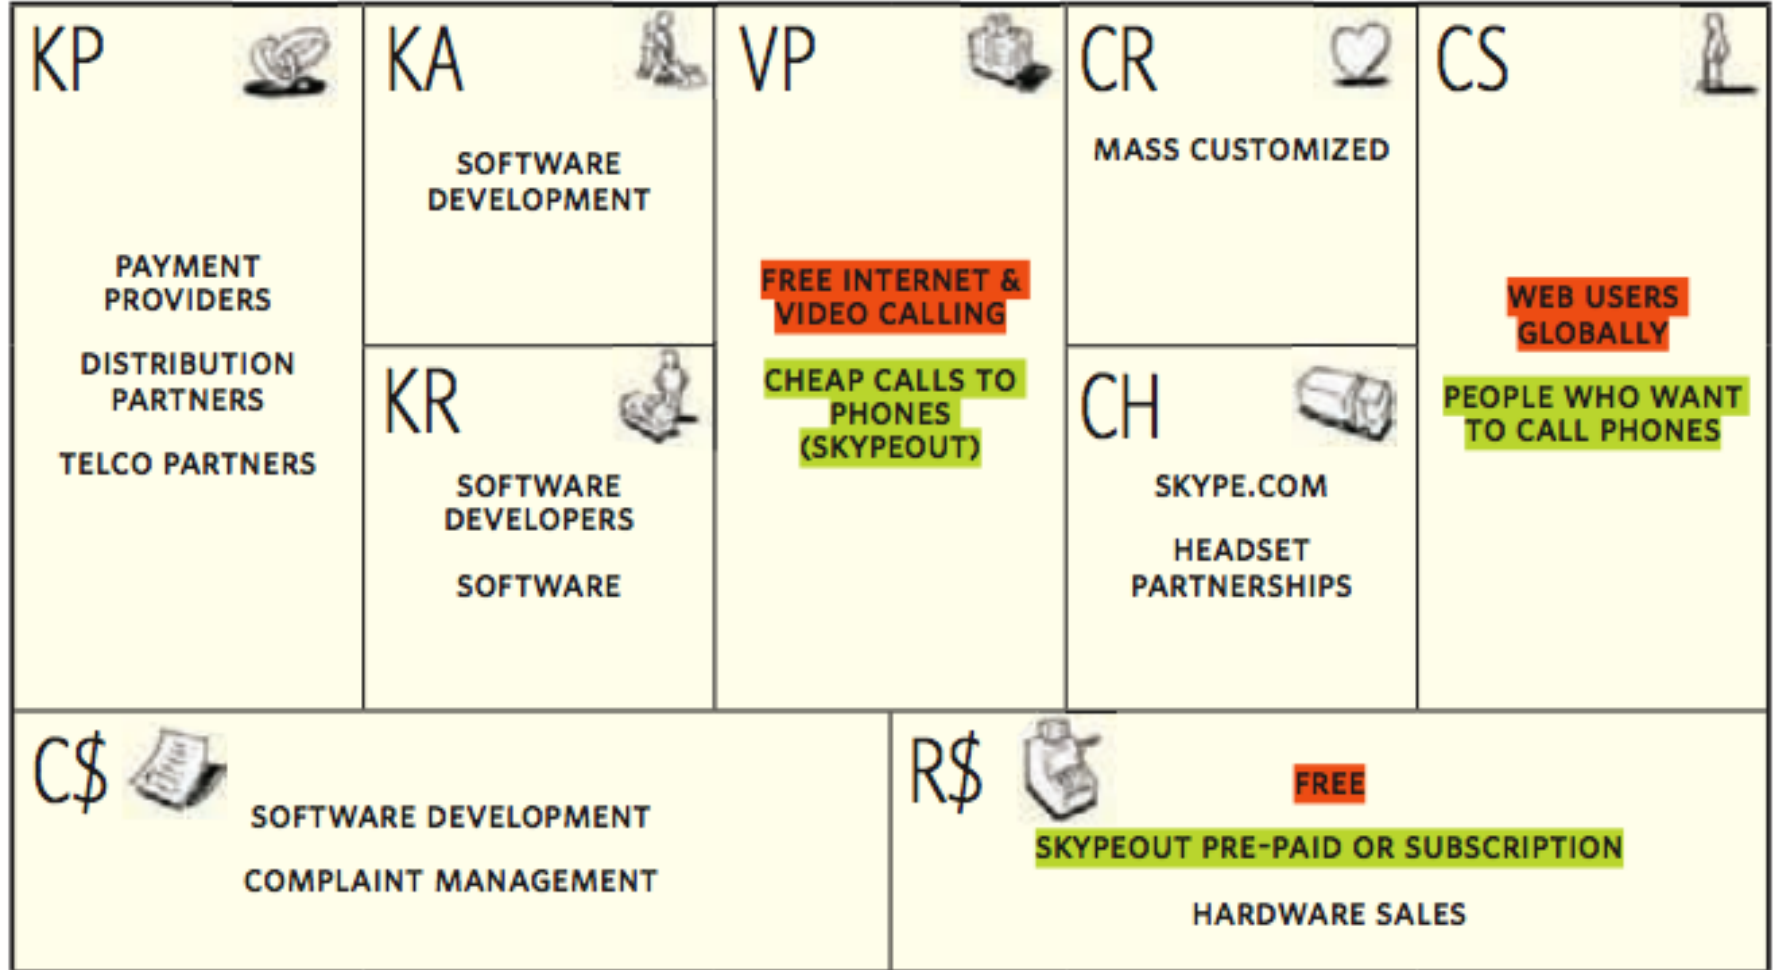 KP
PAYMENT
PROVIDERS
DISTRIBUTION
PARTNERS
TELCO PARTNERS
KA
SOFTWARE
DEVELOPMENT
KR
SOFTWARE
DEVELOPERS
SOFTWARE
VP
FREE INTERNET &
VIDEO CALLING
CHEAP CALLS TO
PHONES
(SKYPEOUT)
CR
MASS CUSTOMIZED
CH
SKYPE.COM
HEADSET
PARTNERSHIPS
CS
WEB USERS
GLOBALLY
PEOPLE WHO WANT
TO CALL PHONES
C$
SOFTWARE DEVELOPMENT
COMPLAINT MANAGEMENT
R$
FREE
SKYPEOUT PRE-PAID OR SUBSCRIPTION
HARDWARE SALES